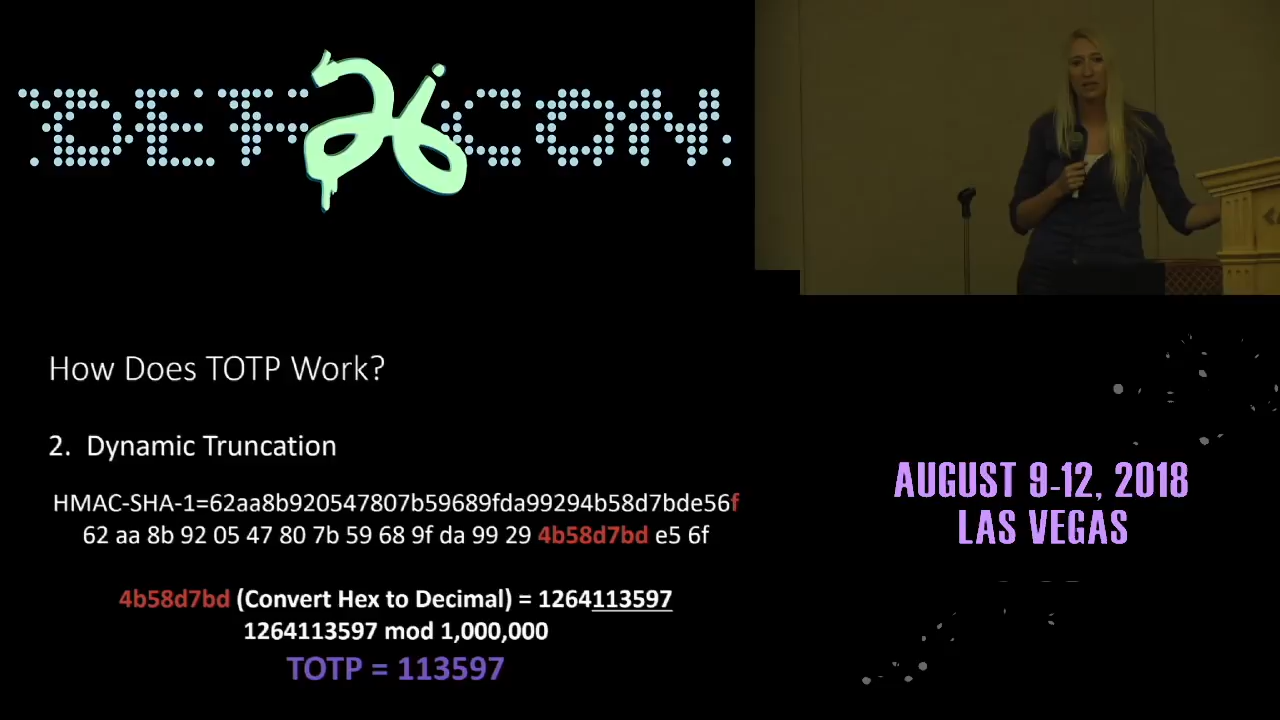 DEF CON 26
How Does TOTP Work?
2. Dynamic Truncation
HMAC-SHA-1=62aa8b920547807b59689fda99294b58d7bde56f
62 aa 8b 92 05 47 80 7b 59 68 9f da 99 29 4b58d7bd e5 6f
4b58d7bd (Convert Hex to Decimal) = 1264113597
1264113597 mod 1,000,000
TOTP = 113597
AUGUST 9-12, 2018
LAS VEGAS